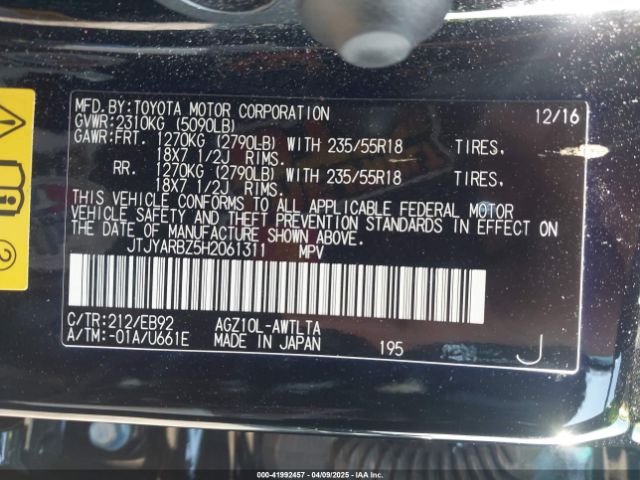 MFD.BY:TOYOTA MOTOR CORPORATION 12/16
GVWR:2310KG (5090LB)
GAWR:FRT. 1270KG (2790LB) WITH 235/55R18 TIRES.
18X7 1/2J RIMS.
RR. 1270KG (2790LB) WITH 235/55R18 TIRES.
18X7 1/2J RIMS.
THIS VEHICLE CONFORMS TO ALL APPLICABLE FEDERAL MOTOR
VEHICLE SAFETY AND THEFT PREVENTION STANDARDS IN EFFECT ON
THE DATE OF MANUFACTURE SHOWN ABOVE.
JTJYARBZ5H2061311 MPV
C/TR:212/EB92 AGZ10L-AWTLTA
A/TM:-01A/U661E MADE IN JAPAN 195 J
2
000-41992457 - 04/09/2025 - IAAI.COM